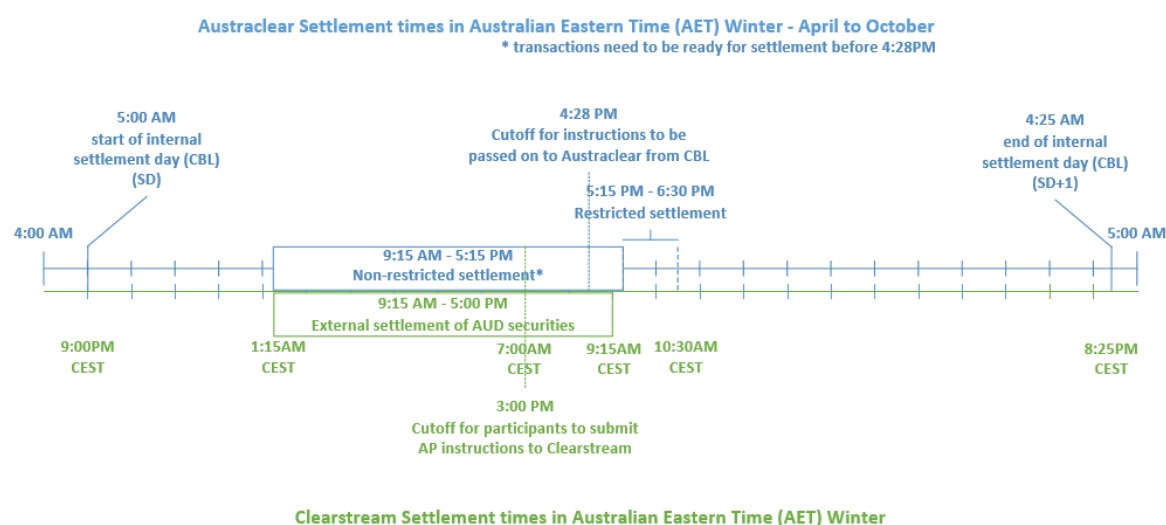 Austraclear Settlement times in Australian Eastern Time (AET) Winter - April to October
* transactions need to be ready for settlement before 4:28PM
5:00 AM
start of internal
settlement day (CBL)
(SD)
4:28 PM
Cutoff for instructions to be
passed on to Austraclear from CBL
4:25 AM
end of internal
settlement day (CBL)
(SD+1)
5:15 PM - 6:30 PM
Restricted settlement
4:00 AM
5:00 AM
9:15 AM - 5:15 PM
Non-restricted settlement*
9:15 AM - 5:00 PM
External settlement of AUD securities
9:00PM
CEST
1:15AM
CEST
7:00AM
CEST
9:15AM
CEST
10:30AM
CEST
8:25PM
CEST
3:00 PM
Cutoff for participants to submit
AP instructions to Clearstream
Clearstream Settlement times in Australian Eastern Time (AET) Winter